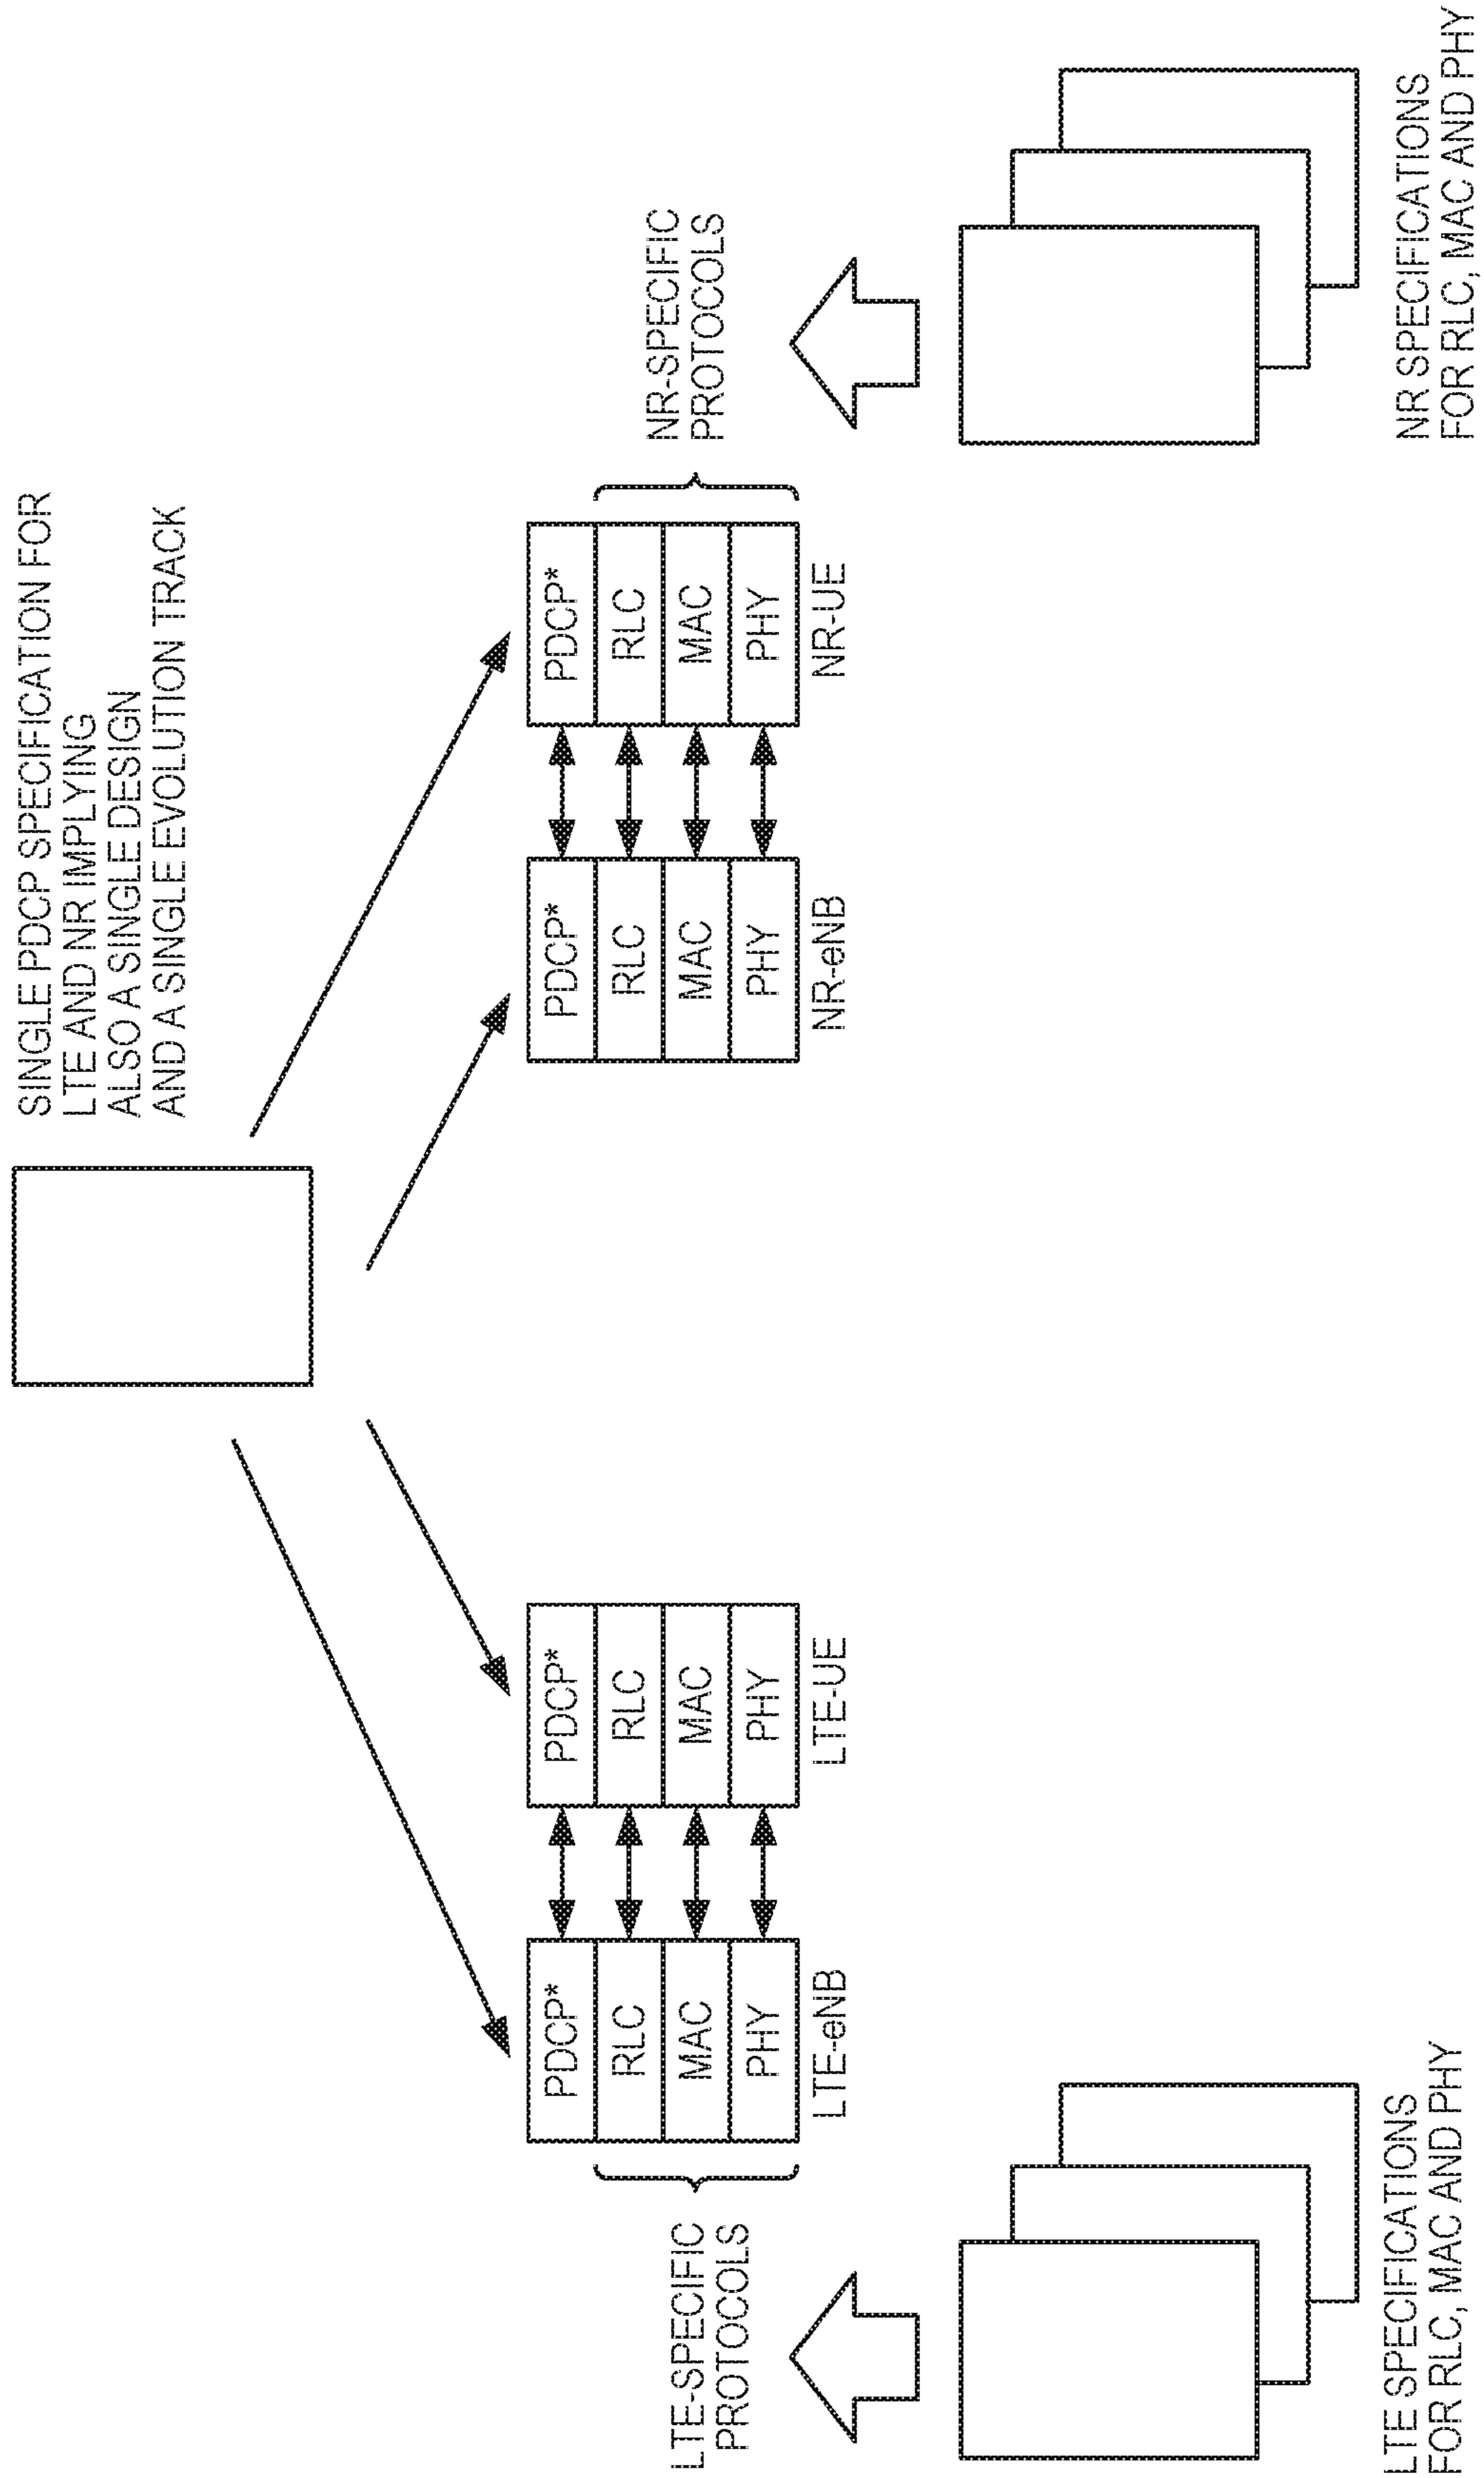 SINGLE PDCP SPECIFICATION FOR
LTE AND NR IMPLYING
ALSO A SINGLE DESIGN
AND A SINGLE EVOLUTION TRACK
LTE-SPECIFIC
PROTOCOLS
PDCP*
RLC
MAC
PHY
LTE-eNB
PDCP*
RLC
MAC
PHY
LTE-UE
PDCP*
RLC
MAC
PHY
NR-eNB
PDCP*
RLC
MAC
PHY
NR-UE
NR-SPECIFIC
PROTOCOLS
LTE SPECIFICATIONS
FOR RLC, MAC AND PHY
NR SPECIFICATIONS
FOR RLC, MAC AND PHY